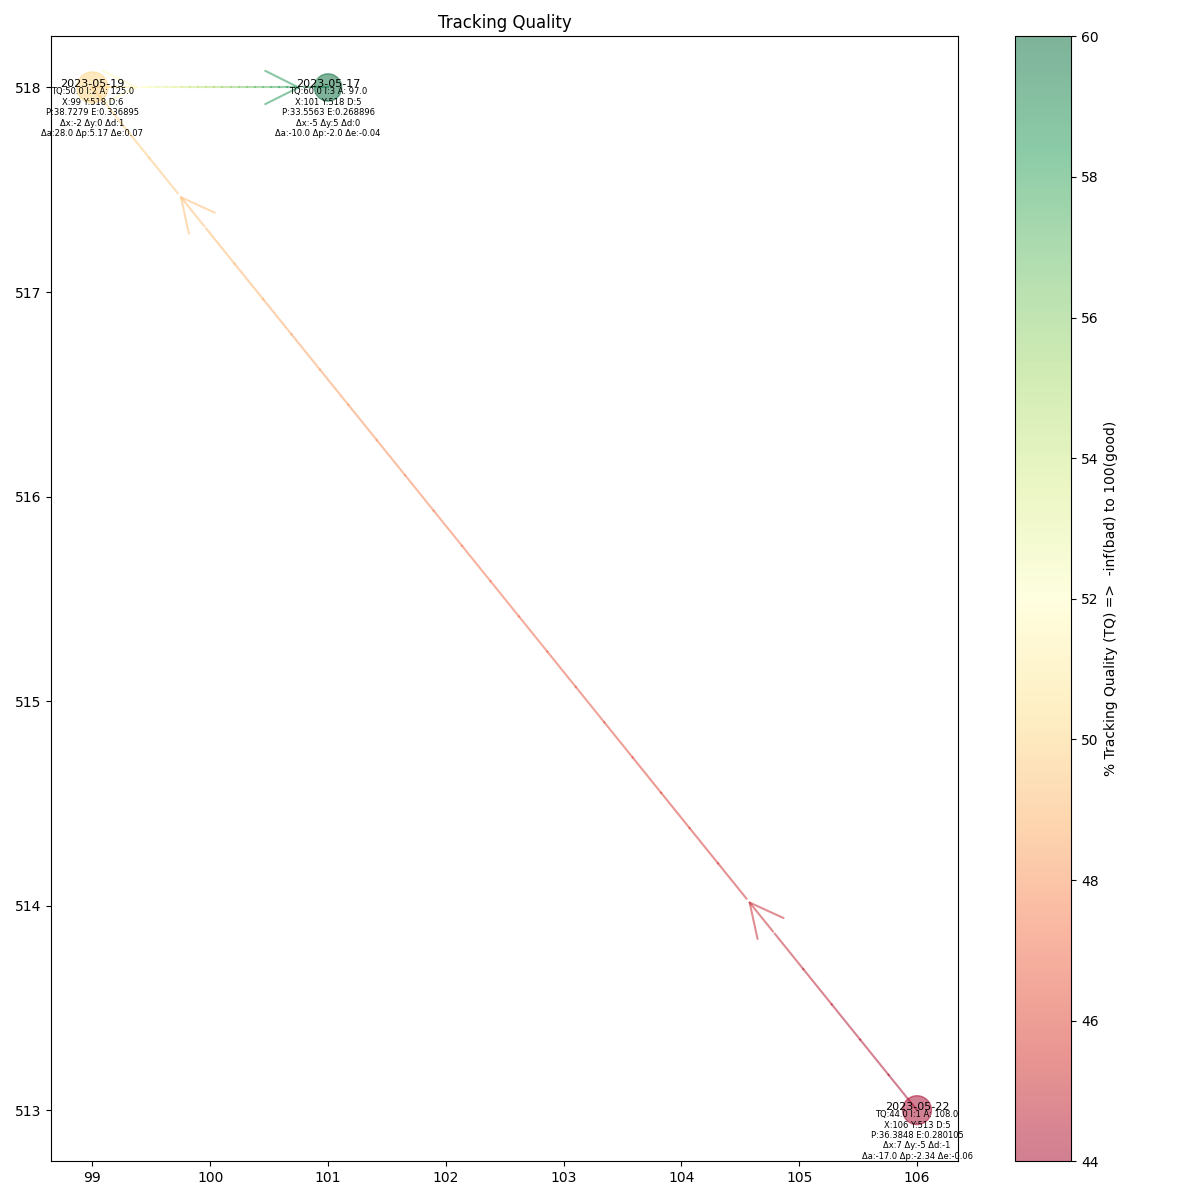 Tracking Quality
518
517
516
515
514
513
99
100
101
102
103
104
105
106
2023-05-19
TQ:50.0 I:2 A: 125.0
X:99 Y:518 D:6
P:38.7279 E:0.336895
Δx:-2 Δy:0 Δd:1
Δa:28.0 Δp:5.17 Δe:0.07
2023-05-17
TQ:60.0 I:3 A: 97.0
X:101 Y:518 D:5
P:33.5563 E:0.268896
Δx:-5 Δy:5 Δd:0
Δa:-10.0 Δp:-2.0 Δe:-0.04
2023-05-22
TQ:44.0 I:1 A: 108.0
X:106 Y:513 D:5
P:36.3848 E:0.280105
Δx:7 Δy:-5 Δd:-1
Δa:-17.0 Δp:-2.34 Δe:-0.06
60
58
56
54
52
50
48
46
44
% Tracking Quality (TQ) => -inf(bad) to 100(good)